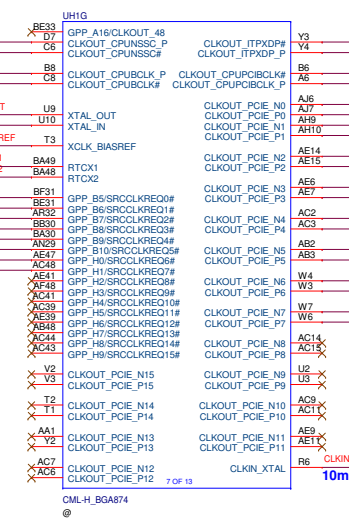 UH1G
BE33 GPP_A16/CLKOUT_48
D7 CLKOUT_CPUNSSC_P CLKOUT_ITPXDP# Y3
C6 CLKOUT_CPUNSSC# CLKOUT_ITPXDP_P Y4
B8 CLKOUT_CPUBCLK_P CLKOUT_CPUPCIBCLK# B6
C8 CLKOUT_CPUBCLK# CLKOUT_CPUPCIBCLK_P A6
U9 XTAL_OUT CLKOUT_PCIE_N0 AJ6
U10 XTAL_IN CLKOUT_PCIE_P0 AJ7
CLKOUT_PCIE_N1 AH9
CLKOUT_PCIE_P1 AH10
REF T3 XCLK_BIASREF
CLKOUT_PCIE_N2 AE14
BA49 RTCX1 CLKOUT_PCIE_P2 AE15
BA48 RTCX2
CLKOUT_PCIE_N3 AE6
BF31 GPP_B5/SRCCLKREQ0# CLKOUT_PCIE_P3 AE7
BE31 GPP_B6/SRCCLKREQ1#
AR32 GPP_B7/SRCCLKREQ2# CLKOUT_PCIE_N4 AC2
BB30 GPP_B8/SRCCLKREQ3# CLKOUT_PCIE_P4 AC3
BA30 GPP_B9/SRCCLKREQ4#
AN29 GPP_B10/SRCCLKREQ5# CLKOUT_PCIE_N5 AB2
AE47 GPP_H0/SRCCLKREQ6# CLKOUT_PCIE_P5 AB3
AC48 GPP_H1/SRCCLKREQ7#
AE41 GPP_H2/SRCCLKREQ8# CLKOUT_PCIE_N6 W4
AF48 GPP_H3/SRCCLKREQ9# CLKOUT_PCIE_P6 W3
AC41 GPP_H4/SRCCLKREQ10#
AC39 GPP_H5/SRCCLKREQ11# CLKOUT_PCIE_N7 W7
AE39 GPP_H6/SRCCLKREQ12# CLKOUT_PCIE_P7 W6
AB48 GPP_H7/SRCCLKREQ13#
AC44 GPP_H8/SRCCLKREQ14# CLKOUT_PCIE_N8 AC14
AC43 GPP_H9/SRCCLKREQ15# CLKOUT_PCIE_P8 AC15
V2 CLKOUT_PCIE_N15 CLKOUT_PCIE_N9 U2
V3 CLKOUT_PCIE_P15 CLKOUT_PCIE_P9 U3
T2 CLKOUT_PCIE_N14 CLKOUT_PCIE_N10 AC9
T1 CLKOUT_PCIE_P14 CLKOUT_PCIE_P10 AC11
AA1 CLKOUT_PCIE_N13 CLKOUT_PCIE_N11 AE9
Y2 CLKOUT_PCIE_P13 CLKOUT_PCIE_P11 AE11
AC7 CLKOUT_PCIE_N12 CLKIN_XTAL R6 CLKIN
AC6 CLKOUT_PCIE_P12 7 OF 13 10m
CML-H_BGA874
@